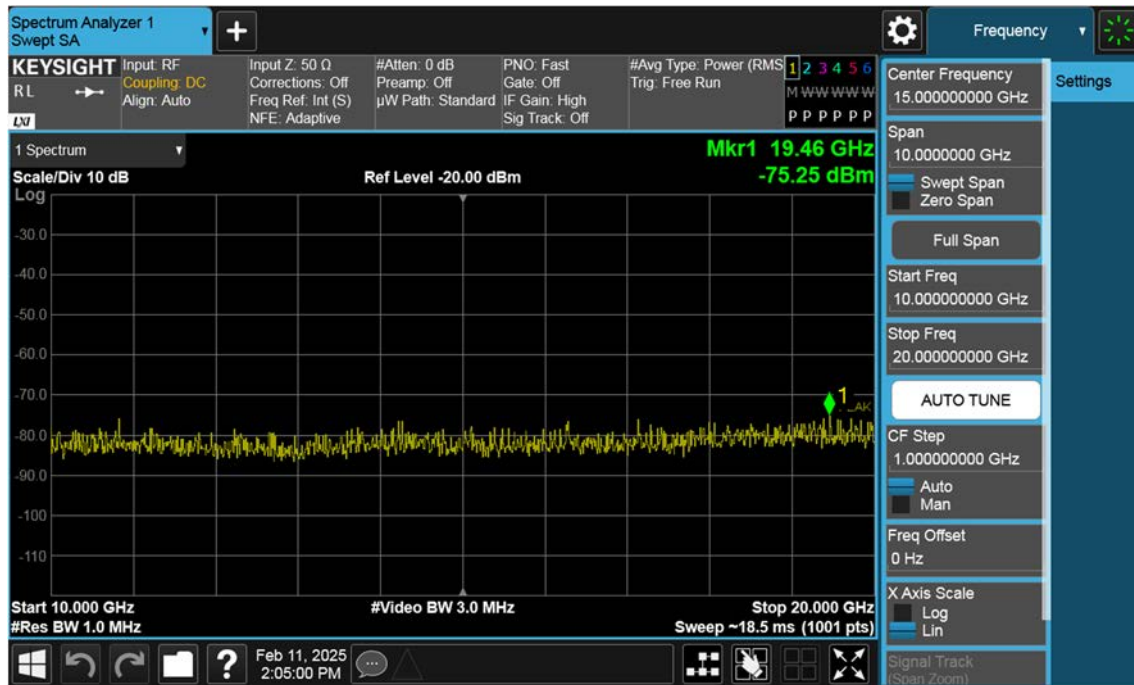 Spectrum Analyzer 1
Swept SA
Frequency
KEYSIGHT
RL
LXI
Input: RF
Coupling: DC
Align: Auto
Input Z: 50 Ω
Corrections: Off
Freq Ref: Int (S)
NFE: Adaptive
#Atten: 0 dB
Preamp: Off
µW Path: Standard
PNO: Fast
Gate: Off
IF Gain: High
Sig Track: Off
#Avg Type: Power (RMS
Trig: Free Run
1 2 3 4 5 6
M W W W W W
P P P P P P
1 Spectrum
Mkr1 19.46 GHz
-75.25 dBm
Scale/Div 10 dB
Ref Level -20.00 dBm
Log
-30.0
-40.0
-50.0
-60.0
-70.0
-80.0
-90.0
-100
-110
1
Start 10.000 GHz
#Video BW 3.0 MHz
Stop 20.000 GHz
#Res BW 1.0 MHz
Sweep ~18.5 ms (1001 pts)
Feb 11, 2025
2:05:00 PM
Center Frequency
15.000000000 GHz
Span
10.0000000 GHz
Swept Span
Zero Span
Full Span
Start Freq
10.000000000 GHz
Stop Freq
20.000000000 GHz
AUTO TUNE
CF Step
1.000000000 GHz
Auto
Man
Freq Offset
0 Hz
X Axis Scale
Log
Lin
Signal Track
(Span Zoom)
Settings